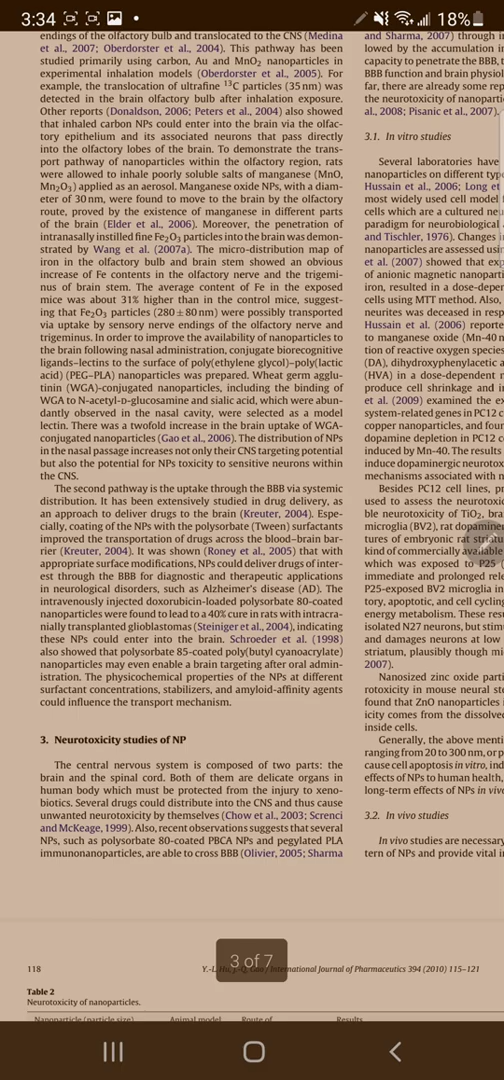 3:34
18%
endings of the olfactory bulb and translocated to the CNS (Medina
et al., 2007; Oberdorster et al., 2004). This pathway has been
studied primarily using carbon, Au and MnO2 nanoparticles in
experimental inhalation models (Oberdorster et al., 2005). For
example, the translocation of ultrafine 13C particles (35 nm) was
detected in the brain olfactory bulb after inhalation exposure.
Other reports (Donaldson, 2006; Peters et al., 2004) also showed
that inhaled carbon NPs could enter into the brain via the olfac-
tory epithelium and its associated neurons that pass directly
into the olfactory lobes of the brain. To demonstrate the trans-
port pathway of nanoparticles within the olfactory region, rats
were allowed to inhale poorly soluble salts of manganese (MnO,
Mn2O3) applied as an aerosol. Manganese oxide NPs, with a diam-
eter of 30 nm, were found to move to the brain by the olfactory
route, proved by the existence of manganese in different parts
of the brain (Elder et al., 2006). Moreover, the penetration of
intranasally instilled fine Fe2O3 particles into the brain was demon-
strated by Wang et al. (2007a). The micro-distribution map of
iron in the olfactory bulb and brain stem showed an obvious
increase of Fe contents in the olfactory nerve and the trigemi-
nus of brain stem. The average content of Fe in the exposed
mice was about 31% higher than in the control mice, suggest-
ing that Fe2O3 particles (280 ± 80 nm) were possibly transported
via uptake by sensory nerve endings of the olfactory nerve and
trigeminus. In order to improve the availability of nanoparticles to
the brain following nasal administration, conjugate biorecognitive
ligands–lectins to the surface of poly(ethylene glycol)–poly(lactic
acid) (PEG–PLA) nanoparticles was prepared. Wheat germ agglu-
tinin (WGA)-conjugated nanoparticles, including the binding of
WGA to N-acetyl-D-glucosamine and sialic acid, which were abun-
dantly observed in the nasal cavity, were selected as a model
lectin. There was a twofold increase in the brain uptake of WGA-
conjugated nanoparticles (Gao et al., 2006). The distribution of NPs
in the nasal passage increases not only their CNS targeting potential
but also the potential for NPs toxicity to sensitive neurons within
the CNS.
The second pathway is the uptake through the BBB via systemic
distribution. It has been extensively studied in drug delivery, as
an approach to deliver drugs to the brain (Kreuter, 2004). Espe-
cially, coating of the NPs with the polysorbate (Tween) surfactants
improved the transportation of drugs across the blood–brain bar-
rier (Kreuter, 2004). It was shown (Roney et al., 2005) that with
appropriate surface modifications, NPs could deliver drugs of inter-
est through the BBB for diagnostic and therapeutic applications
in neurological disorders, such as Alzheimer's disease (AD). The
intravenously injected doxorubicin-loaded polysorbate 80-coated
nanoparticles were found to lead to a 40% cure in rats with intracra-
nially transplanted glioblastomas (Steiniger et al., 2004), indicating
these NPs could enter into the brain. Schroeder et al. (1998)
also showed that polysorbate 85-coated poly(butyl cyanoacrylate)
nanoparticles may even enable a brain targeting after oral admin-
istration. The physicochemical properties of the NPs at different
surfactant concentrations, stabilizers, and amyloid-affinity agents
could influence the transport mechanism.
3. Neurotoxicity studies of NP
The central nervous system is composed of two parts: the
brain and the spinal cord. Both of them are delicate organs in
human body which must be protected from the injury to xeno-
biotics. Several drugs could distribute into the CNS and thus cause
unwanted neurotoxicity by themselves (Chow et al., 2003; Screnci
and McKeage, 1999). Also, recent observations suggests that several
NPs, such as polysorbate 80-coated PBCA NPs and pegylated PLA
immunonanoparticles, are able to cross BBB (Olivier, 2005; Sharma
and Sharma, 2007) through i
lowed by the accumulation i
capacity to penetrate the BBB, t
BBB function and brain physiol
far, there are already some rep
the neurotoxicity of nanoparti
al., 2008; Pisanic et al., 2007).
3.1. In vitro studies
Several laboratories have
nanoparticles on different typ
Hussain et al., 2006; Long et
most widely used cell model
cells which are a cultured neu
paradigm for neurobiological
and Tischler, 1976). Changes i
nanoparticles are assessed usi
et al. (2007) showed that exp
of anionic magnetic nanoparti
iron, resulted in a dose-depen
cells using MTT method. Also,
neurites was deceased in resp
Hussain et al. (2006) reporte
to manganese oxide (Mn-40 n
tion of reactive oxygen species
(DA), dihydroxyphenylacetic a
(HVA) in a dose-dependent r
produce cell shrinkage and ir
et al. (2009) examined the ex
system-related genes in PC12 c
copper nanoparticles, and foun
dopamine depletion in PC12 c
induced by Mn-40. The results
induce dopaminergic neurotox
mechanisms associated with n
Besides PC12 cell lines, pr
used to assess the neurotoxic
ble neurotoxicity of TiO2, bra
microglia (BV2), rat dopamine
tures of embryonic rat striatu
kind of commercially available
which was exposed to P25 (
immediate and prolonged rele
P25-exposed BV2 microglia in
tory, apoptotic, and cell cycling
energy metabolism. These resu
isolated N27 neurons, but stim
and damages neurons at low
striatum, plausibly though mi
2007).
Nanosized zinc oxide parti
rotoxicity in mouse neural ste
found that ZnO nanoparticles i
icity comes from the dissolved
inside cells.
Generally, the above menti
ranging from 20 to 300 nm, or p
cause cell apoptosis in vitro, ind
effects of NPs to human health,
long-term effects of NPs in vivo
3.2. In vivo studies
In vivo studies are necessary
tern of NPs and provide vital i
3 of 7
118
Y.-L. Hu, J.-Q. Gao / International Journal of Pharmaceutics 394 (2010) 115–121
Table 2
Neurotoxicity of nanoparticles.
Nanoparticle (particle size)
Animal model
Route of
Results